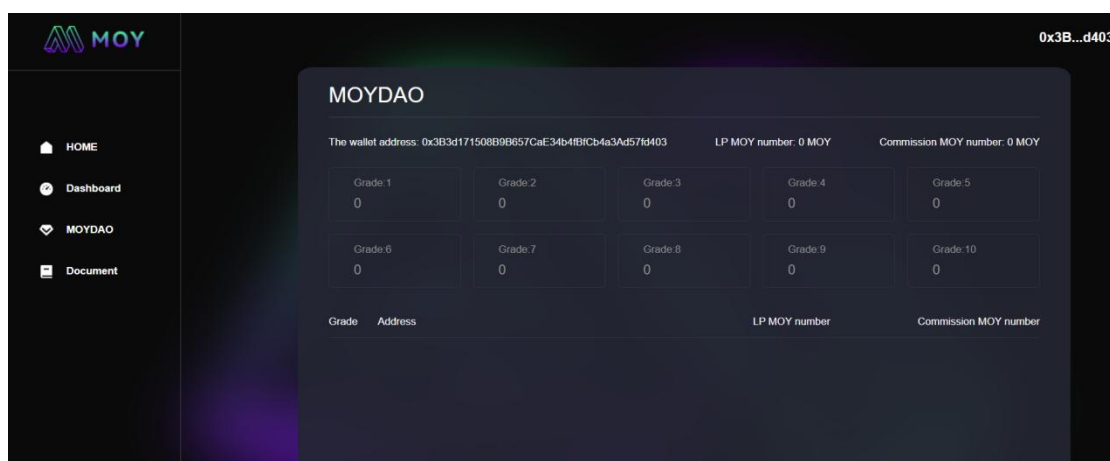 MOY
0x3B...d403
MOYDAO
The wallet address: 0x3B3d171508B9B657CaE34b4fBfCb4a3Ad57fd403 LP MOY number: 0 MOY Commission MOY number: 0 MOY
HOME
Dashboard
MOYDAO
Document
Grade:1 Grade:2 Grade:3 Grade:4 Grade:5
0 0 0 0 0
Grade:6 Grade:7 Grade:8 Grade:9 Grade:10
0 0 0 0 0
Grade Address LP MOY number Commission MOY number